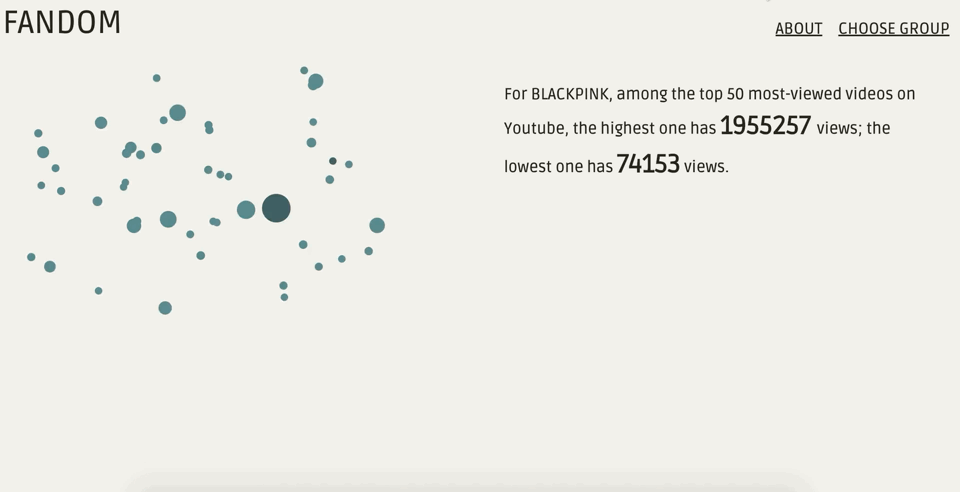 FANDOM
ABOUT CHOOSE GROUP
For BLACKPINK, among the top 50 most-viewed videos on
Youtube, the highest one has 1955257 views; the
lowest one has 74153 views.